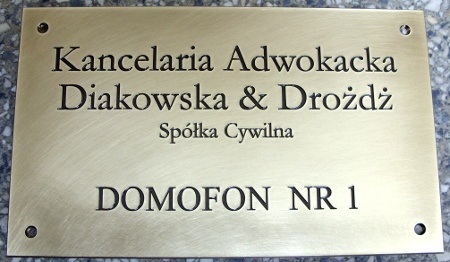 Kancelaria Adwokacka
Diakowska & Drożdż
Spółka Cywilna
DOMOFON NR 1